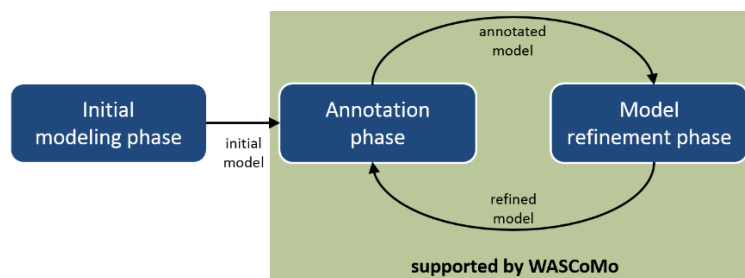 annotated
model
Initial
modeling phase
initial
model
Annotation
phase
Model
refinement phase
refined
model
supported by WASCoMo